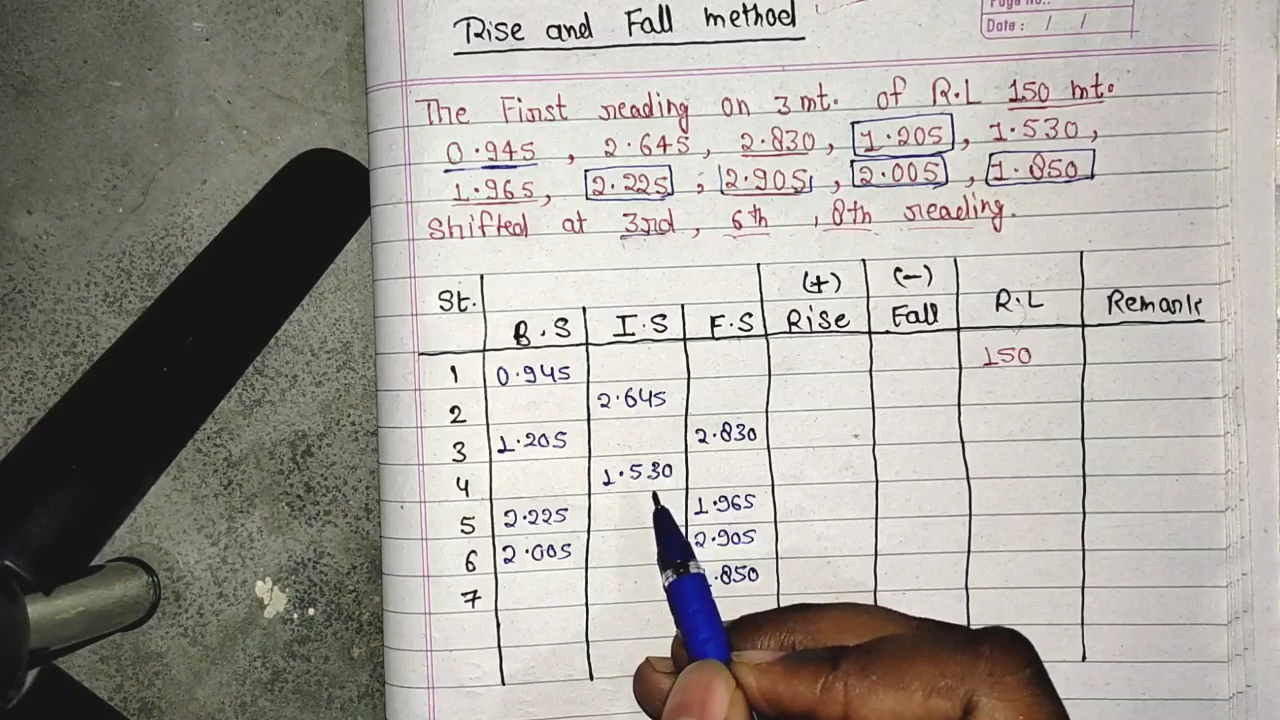 Rise and Fall method
Page No.:
Date : / /
The First reading on 3 mt. of R.L 150 mt.
0.945, 2.645, 2.830, 1.205, 1.530,
1.965, 2.225, 2.905, 2.005, 1.850
Shifted at 3rd, 6th, 8th reading.
St. B.S I.S F.S (+) Rise (-) Fall R.L Remark
1 0.945 150
2 2.645
3 1.205 2.830
4 1.530
5 2.225 1.965
6 2.005 2.905
7 .850